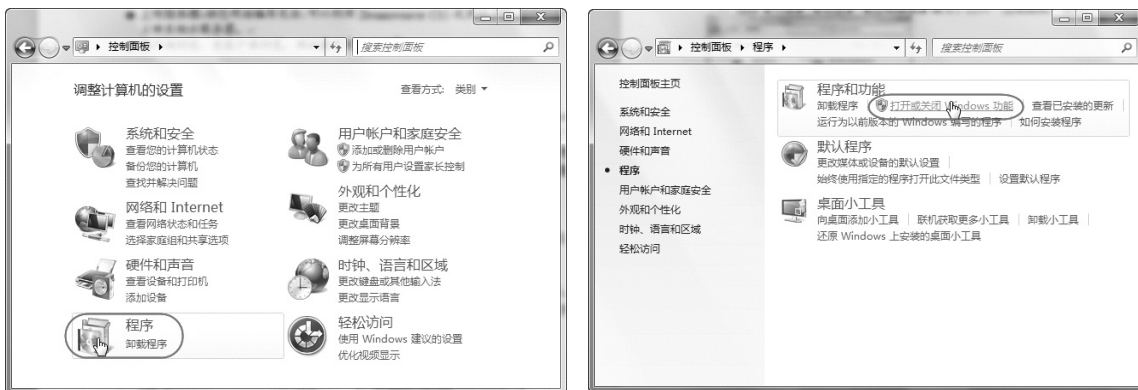 控制面板
搜索控制面板
调整计算机的设置
查看方式: 类别
系统和安全
查看您的计算机状态
备份您的计算机
查找并解决问题
网络和 Internet
查看网络状态和任务
选择家庭组和共享选项
硬件和声音
查看设备和打印机
添加设备
程序
卸载程序
用户帐户和家庭安全
添加或删除用户帐户
为所有用户设置家长控制
外观和个性化
更改主题
更改桌面背景
调整屏幕分辨率
时钟、语言和区域
更改键盘或其他输入法
更改显示语言
轻松访问
使用 Windows 建议的设置
优化视频显示
控制面板 程序
搜索控制面板
控制面板主页
系统和安全
网络和 Internet
硬件和声音
程序
用户帐户和家庭安全
外观和个性化
时钟、语言和区域
轻松访问
程序和功能
卸载程序 打开或关闭 Windows 功能 查看已安装的更新
运行为以前版本的 Windows 编写的程序 如何安装程序
默认程序
更改媒体或设备的默认设置
始终使用指定的程序打开此文件类型 设置默认程序
桌面小工具
向桌面添加小工具 联机获取更多小工具 卸载小工具
还原 Windows 上安装的桌面小工具